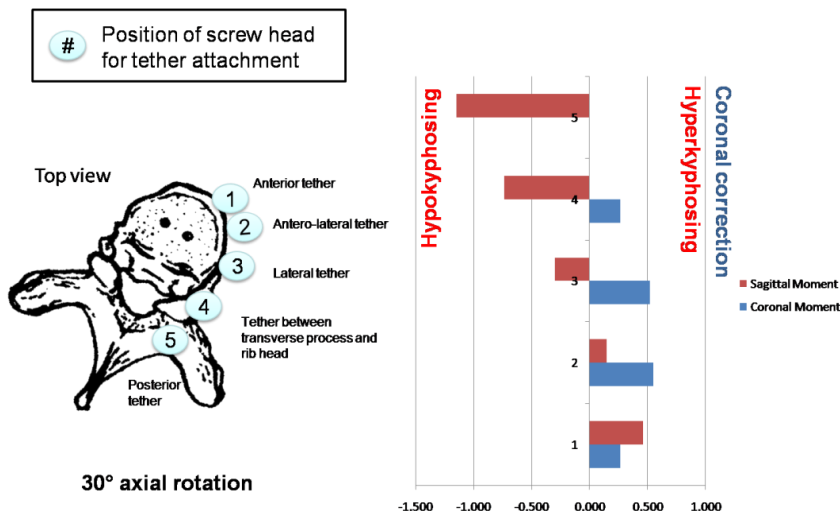 # Position of screw head
for tether attachment
Top view
1 Anterior tether
2 Antero-lateral tether
3 Lateral tether
4 Tether between
transverse process and
rib head
5 Posterior
tether
30° axial rotation
Hypokyphosing
Hyperkyphosing
Coronal correction
5
4
3
2
1
-1.500 -1.000 -0.500 0.000 0.500 1.000
Sagittal Moment
Coronal Moment